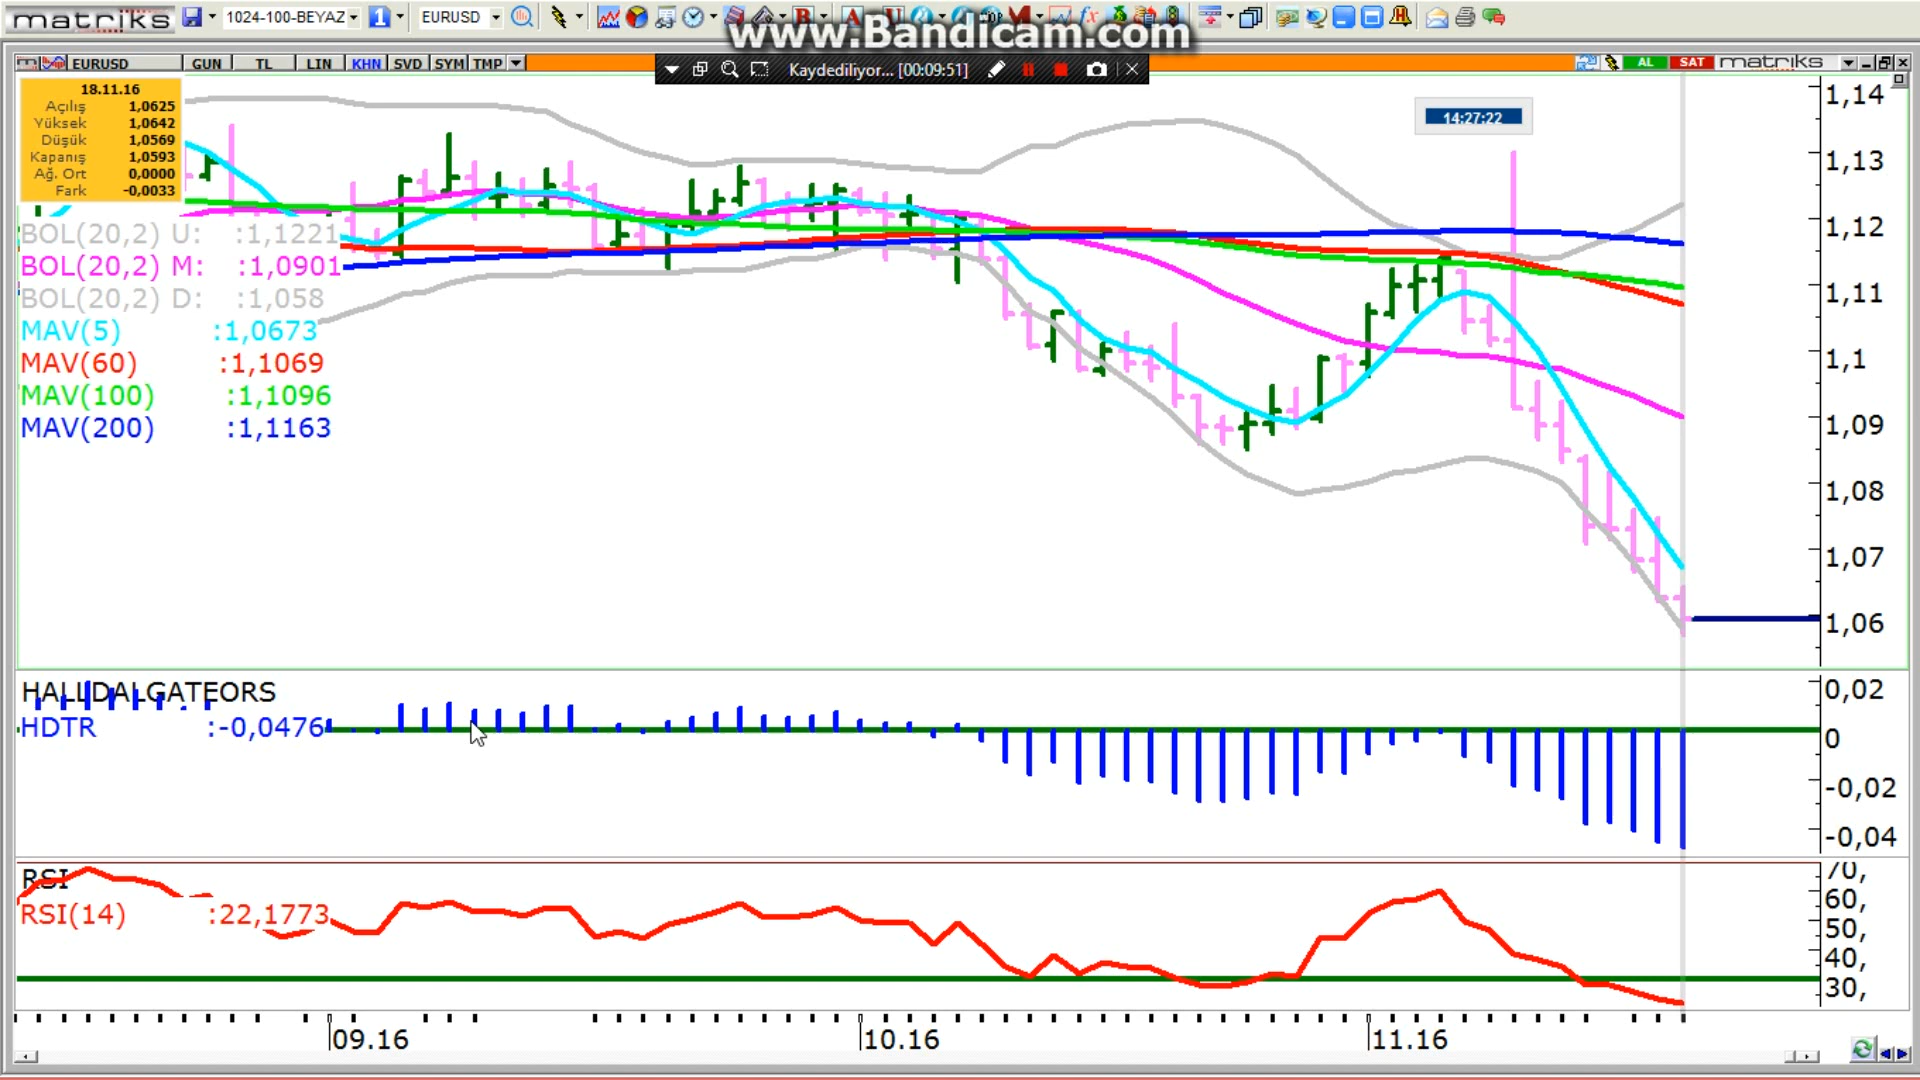 matriks 1024-100-BEYAZ 1 EURUSD
www.Bandicam.com
EURUSD GUN TL LIN KHN SVD SYM TMP
Kaydediliyor... [00:09:51]
AL SAT matriks
18.11.16
Açılış 1,0625
Yüksek 1,0642
Düşük 1,0569
Kapanış 1,0593
Ağ. Ort 0,0000
Fark -0,0033
14:27:22
BOL(20,2) U: :1,1221
BOL(20,2) M: :1,0901
BOL(20,2) D: :1,058
MAV(5) :1,0673
MAV(60) :1,1069
MAV(100) :1,1096
MAV(200) :1,1163
1,14
1,13
1,12
1,11
1,1
1,09
1,08
1,07
1,06
HALLDALGATEORS
HDTR :-0,0476
0,02
0
-0,02
-0,04
RSI
RSI(14) :22,1773
70,
60,
50,
40,
30,
09.16
10.16
11.16